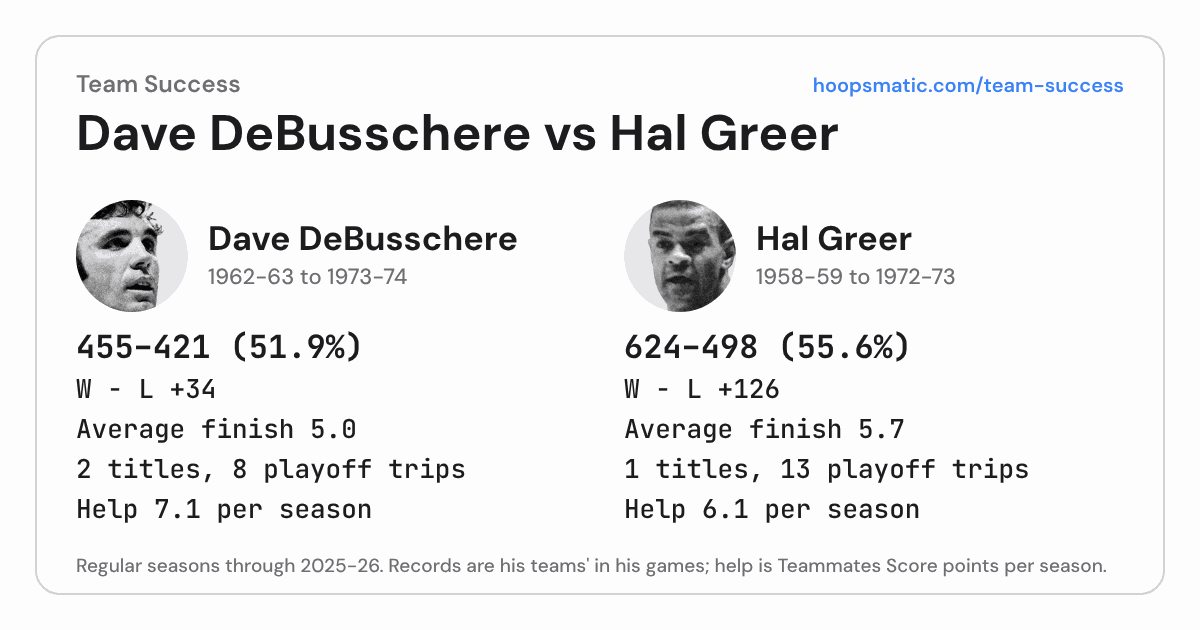 Team Success
hoopsmatic.com/team-success
Dave DeBusschere vs Hal Greer
Dave DeBusschere
1962-63 to 1973-74
455-421 (51.9%)
W - L +34
Average finish 5.0
2 titles, 8 playoff trips
Help 7.1 per season
Hal Greer
1958-59 to 1972-73
624-498 (55.6%)
W - L +126
Average finish 5.7
1 titles, 13 playoff trips
Help 6.1 per season
Regular seasons through 2025-26. Records are his teams' in his games; help is Teammates Score points per season.